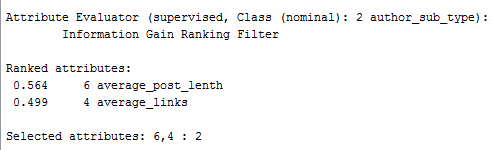 Attribute Evaluator (supervised, Class (nominal): 2 author_sub_type):
Information Gain Ranking Filter
Ranked attributes:
0.564 6 average_post_lenth
0.499 4 average_links
Selected attributes: 6,4 : 2